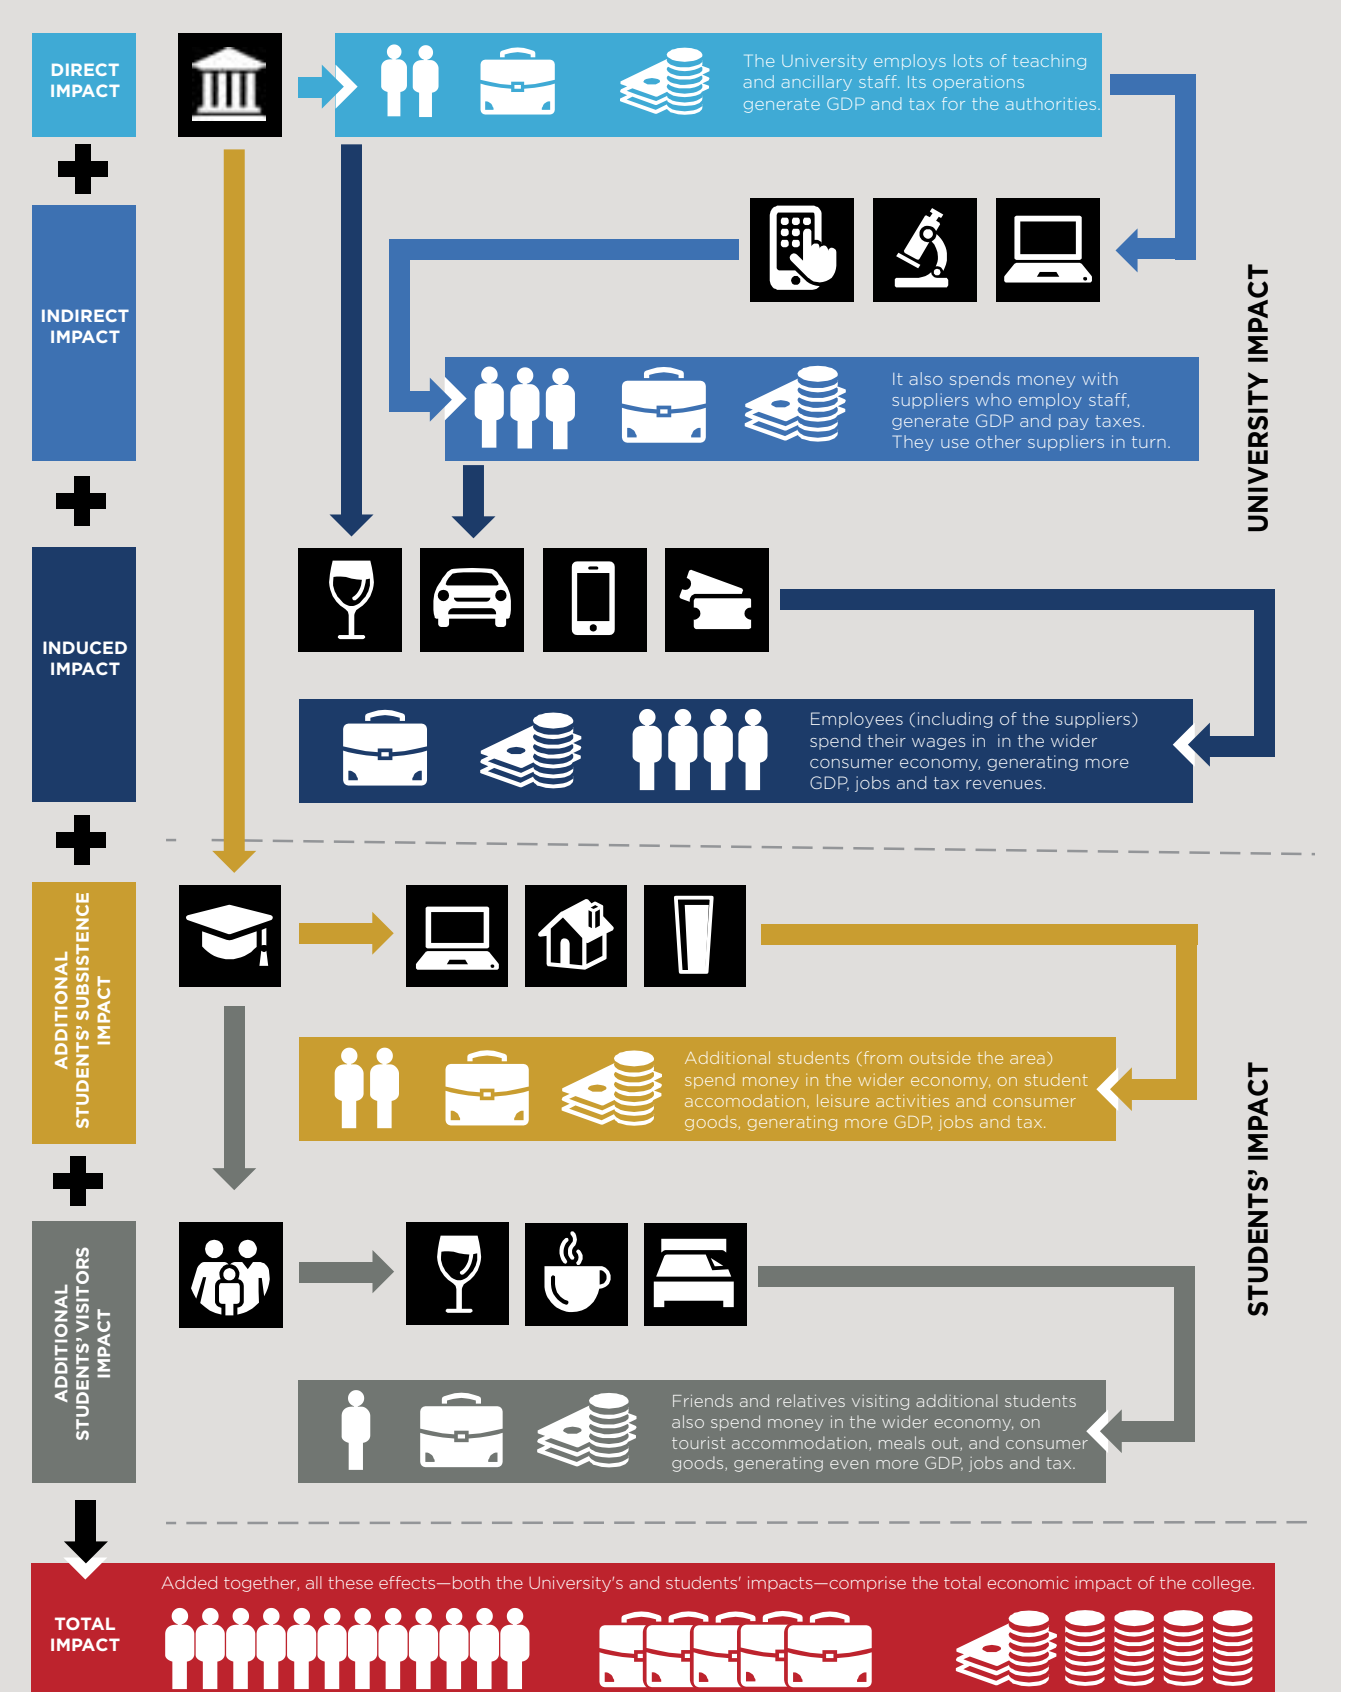 DIRECT
IMPACT
The University employs lots of teaching
and ancillary staff. Its operations
generate GDP and tax for the authorities.
INDIRECT
IMPACT
It also spends money with
suppliers who employ staff,
generate GDP and pay taxes.
They use other suppliers in turn.
UNIVERSITY IMPACT
INDUCED
IMPACT
Employees (including of the suppliers)
spend their wages in  in the wider
consumer economy, generating more
GDP, jobs and tax revenues.
ADDITIONAL
STUDENTS' SUBSISTENCE
IMPACT
Additional students (from outside the area)
spend money in the wider economy, on student
accomodation, leisure activities and consumer
goods, generating more GDP, jobs and tax.
STUDENTS' IMPACT
ADDITIONAL
STUDENTS' VISITORS
IMPACT
Friends and relatives visiting additional students
also spend money in the wider economy, on
tourist accommodation, meals out, and consumer
goods, generating even more GDP, jobs and tax.
Added together, all these effects—both the University's and students' impacts—comprise the total economic impact of the college.
TOTAL
IMPACT